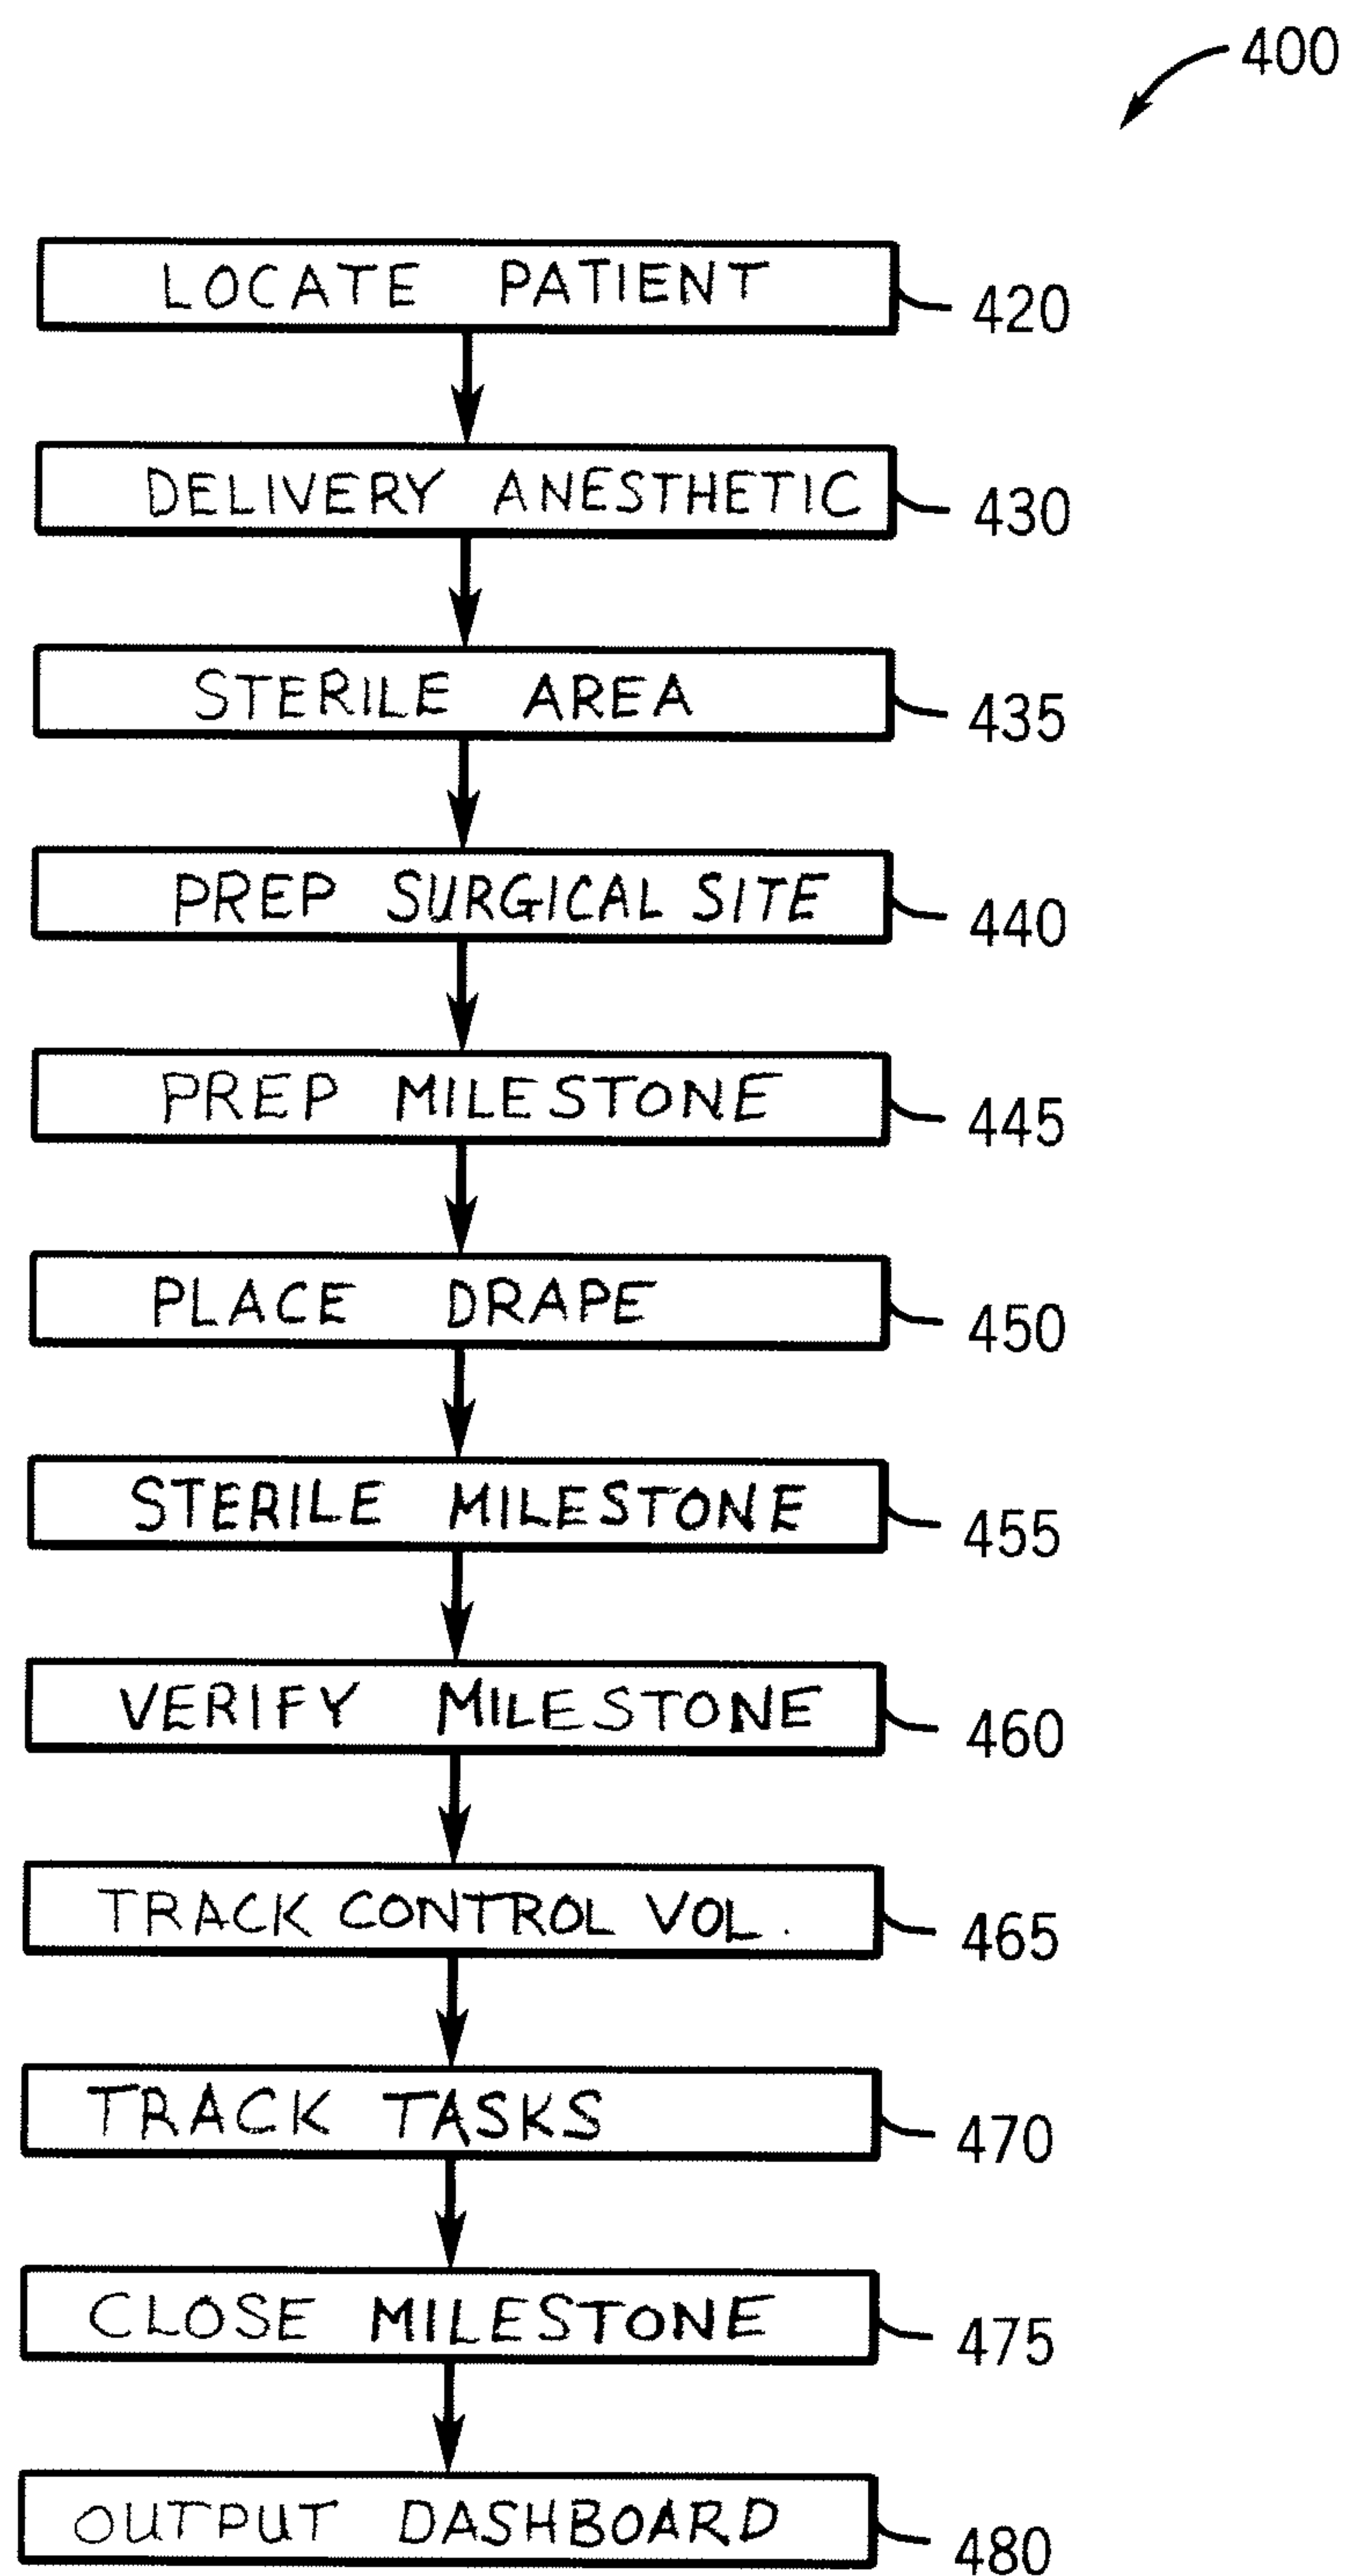 400
LOCATE PATIENT 420
DELIVERY ANESTHETIC 430
STERILE AREA 435
PREP SURGICAL SITE 440
PREP MILESTONE 445
PLACE DRAPE 450
STERILE MILESTONE 455
VERIFY MILESTONE 460
TRACK CONTROL VOL. 465
TRACK TASKS 470
CLOSE MILESTONE 475
OUTPUT DASHBOARD 480